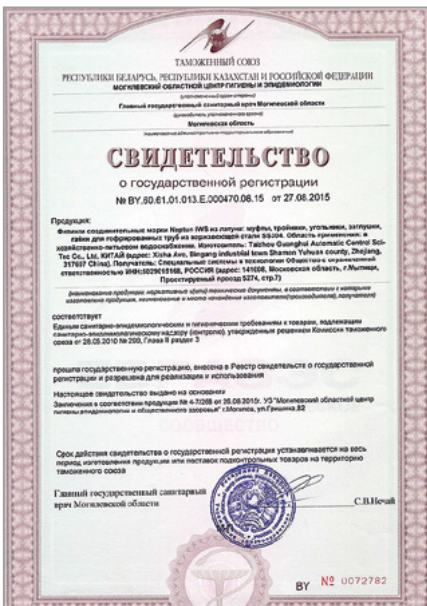 ТАМОЖЕННЫЙ СОЮЗ
РЕСПУБЛИКИ БЕЛАРУСЬ, РЕСПУБЛИКИ КАЗАХСТАН И РОССИЙСКОЙ ФЕДЕРАЦИИ
МОГИЛЕВСКИЙ ОБЛАСТНОЙ ЦЕНТР ГИГИЕНЫ И ЭПИДЕМИОЛОГИИ
Главный государственный санитарный врач Могилевской области
Могилевская область
СВИДЕТЕЛЬСТВО
о государственной регистрации
№ BY.60.61.01.013.E.000470.08.15 от 27.08.2015
Продукция:
Фитинги соединительные марки Neptun IWS из латуни: муфты, тройники, угольники, заглушки,
гайки для гофрированных труб из нержавеющей стали SS304. Область применения: в
хозяйственно-питьевом водоснабжении. Изготовитель: Taizhou Guanghui Automatic Control Sci-
Tec Co., Ltd, КИТАЙ (адрес: Xisha Ave, Bingang industrial town Shamen Yuhuan county, Zhejiang,
317607 China). Получатель: Специальные системы и технологии Общество с ограниченной
ответственностью ИНН:5029015168, РОССИЯ (адрес: 141008, Московская область, г.Мытищи,
Проектируемый проезд 5274, стр.7)
соответствует
Единым санитарно-эпидемиологическим и гигиеническим требованиям к товарам, подлежащим
санитарно-эпидемиологическому надзору (контролю), утвержденным решением Комиссии таможенного
союза от 28.05.2010 № 299, Глава II раздел 3
прошла государственную регистрацию, внесена в Реестр свидетельств о государственной
регистрации и разрешена для реализации и использования
Настоящее свидетельство выдано на основании
Заключения о соответствии продукции № 4-7/268 от 26.08.2015г. УЗ "Могилевский областной центр
гигиены эпидемиологии и общественного здоровья" г.Могилев, ул.Гришина,82
СООБЩЕСТВО
Срок действия свидетельства о государственной регистрации устанавливается на весь
период изготовления продукции или поставок подконтрольных товаров на территорию
таможенного союза
Главный государственный санитарный
врач Могилевской области
С.В.Нечай
BY № 0072782